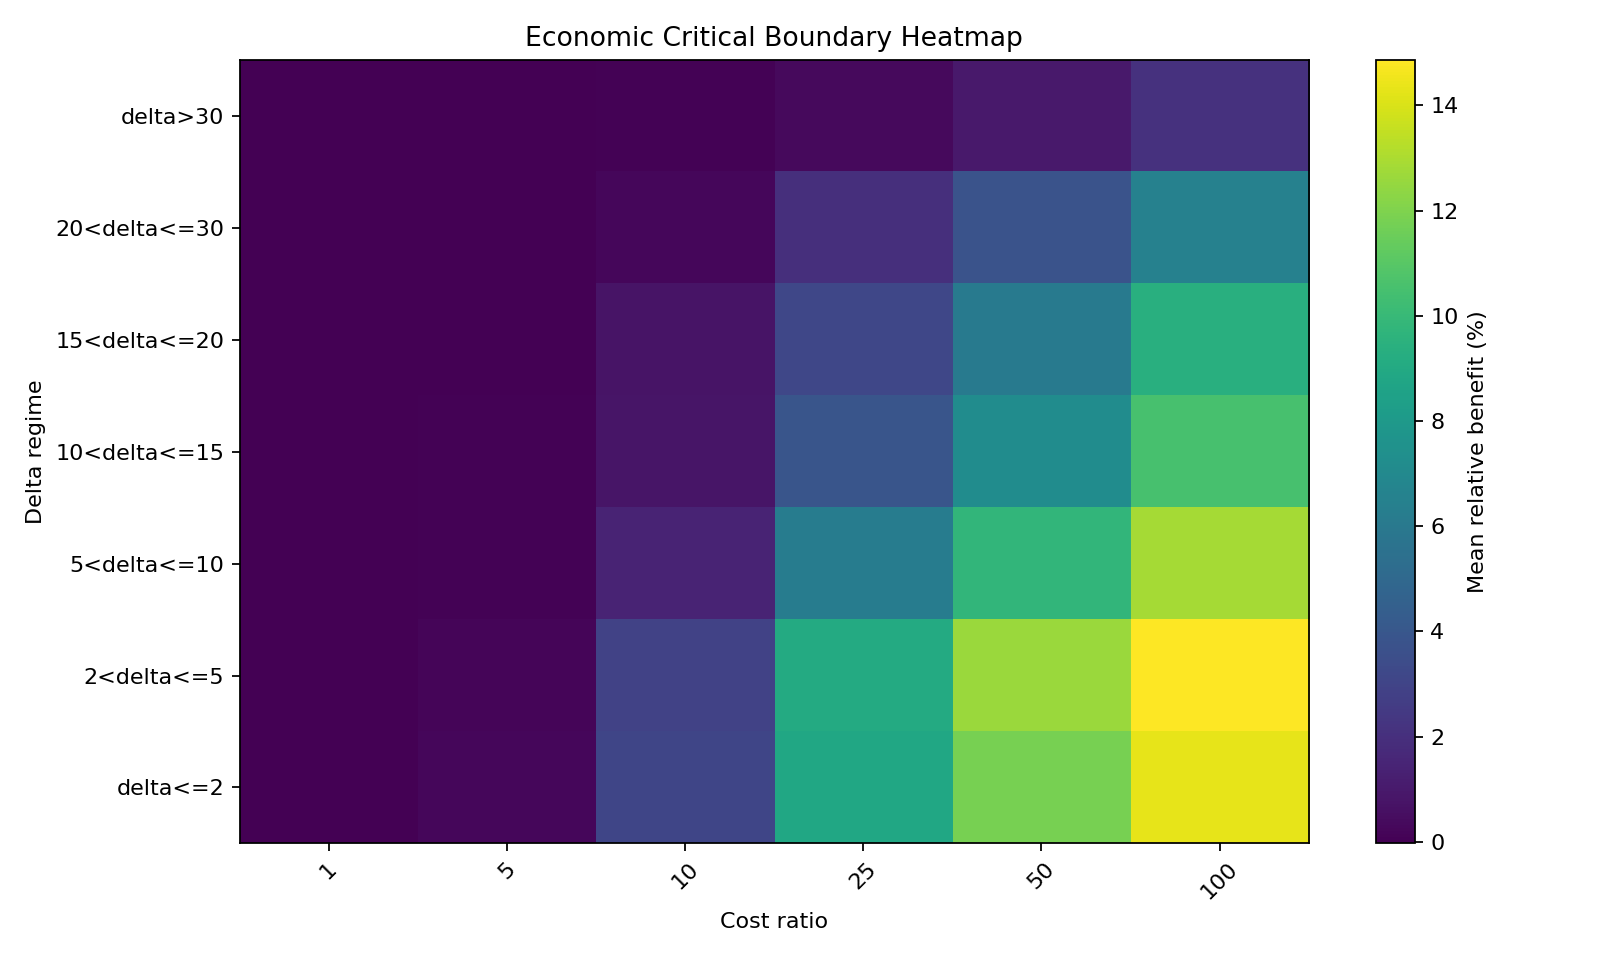 Economic Critical Boundary Heatmap
delta>30
20<delta<=30
15<delta<=20
10<delta<=15
5<delta<=10
2<delta<=5
delta<=2
Delta regime
1
5
10
25
50
100
Cost ratio
14
12
10
8
6
4
2
0
Mean relative benefit (%)